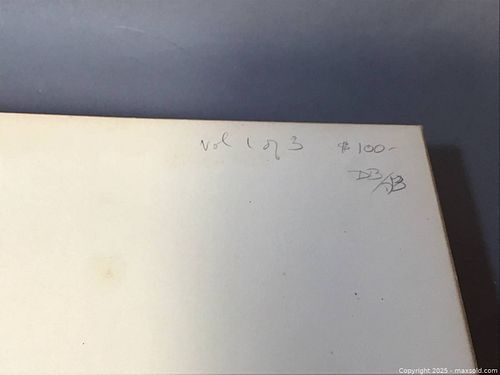 Vol 1 of 3 $100-
DB/AB
Copyright 2025 - maxsold.com